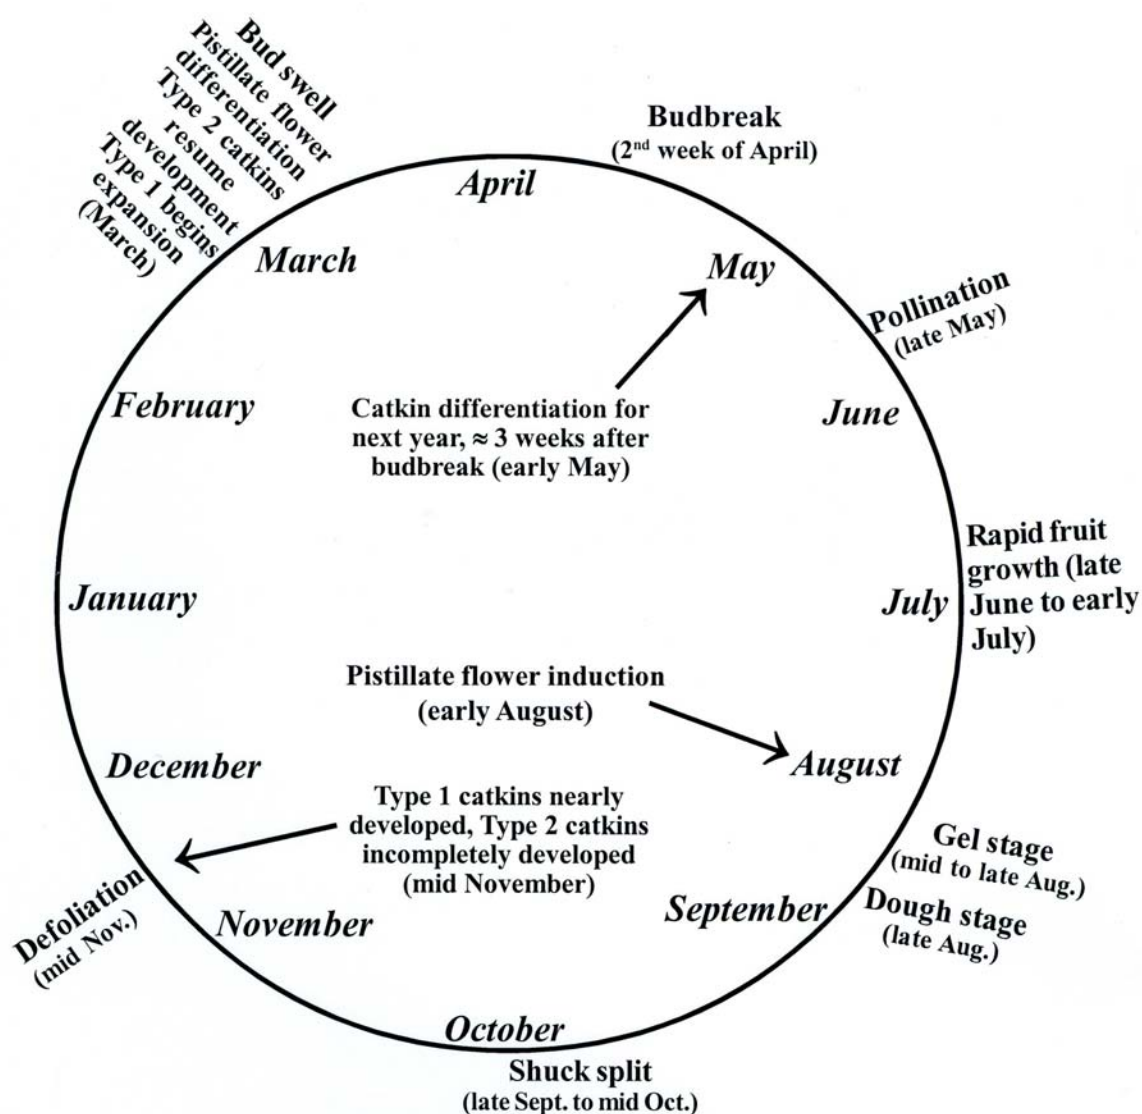 Bud swell
Pistillate flower
differentiation
Type 2 catkins
resume
development
Type 1 begins
expansion
(March)
Budbreak
(2nd week of April)
April
March
May
Pollination
(late May)
February
Catkin differentiation for
next year, ≈ 3 weeks after
budbreak (early May)
June
Rapid fruit
growth (late
June to early
July)
January
July
Pistillate flower induction
(early August)
December
August
Type 1 catkins nearly
developed, Type 2 catkins
incompletely developed
(mid November)
Gel stage
(mid to late Aug.)
Dough stage
(late Aug.)
Defoliation
(mid Nov.)
November
September
October
Shuck split
(late Sept. to mid Oct.)